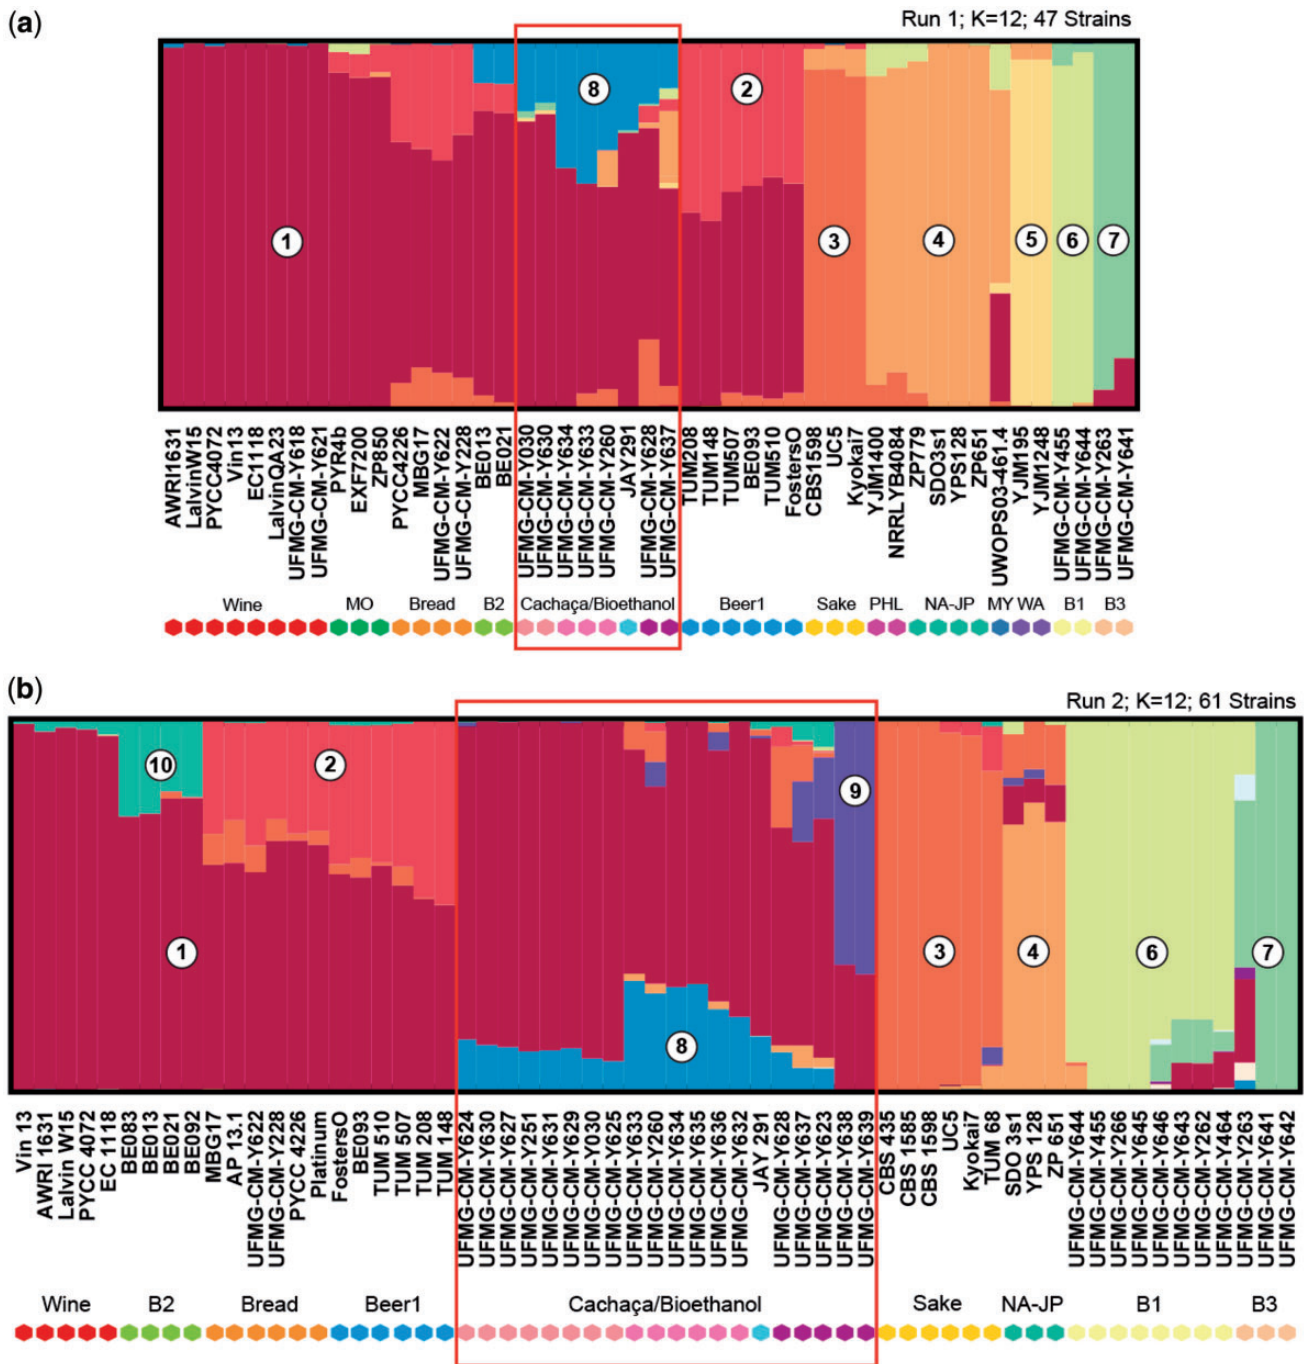 (a)
Run 1; K=12; 47 Strains
8
2
1
3
4
5
6
7
AWRI1631
LalvinW15
PYCC4072
Vin13
EC1118
LalvinQA23
UFMG-CM-Y618
UFMG-CM-Y621
PYR4b
EXF7200
ZP850
PYCC4226
MBG17
UFMG-CM-Y622
UFMG-CM-Y228
BE013
BE021
UFMG-CM-Y030
UFMG-CM-Y630
UFMG-CM-Y634
UFMG-CM-Y633
UFMG-CM-Y260
JAY291
UFMG-CM-Y628
UFMG-CM-Y637
TUM208
TUM148
TUM507
BE093
TUM510
FostersO
CBS1598
UC5
Kyokai7
YJM1400
NRRLYB4084
ZP779
SDO3s1
YPS128
ZP651
UWOPS03-461.4
YJM195
YJM1248
UFMG-CM-Y455
UFMG-CM-Y644
UFMG-CM-Y263
UFMG-CM-Y641
Wine MO Bread B2 Cachaça/Bioethanol Beer1 Sake PHL NA-JP MY WA B1 B3
(b)
Run 2; K=12; 61 Strains
10
2
9
1
3
4
6
7
8
Vin 13
AWRI 1631
Lalvin W15
PYCC 4072
EC 1118
BE083
BE013
BE021
BE092
MBG17
AP 13.1
UFMG-CM-Y622
UFMG-CM-Y228
PYCC 4226
Platinum
FostersO
BE093
TUM 510
TUM 507
TUM 208
TUM 148
UFMG-CM-Y624
UFMG-CM-Y630
UFMG-CM-Y627
UFMG-CM-Y251
UFMG-CM-Y631
UFMG-CM-Y629
UFMG-CM-Y030
UFMG-CM-Y625
UFMG-CM-Y633
UFMG-CM-Y260
UFMG-CM-Y634
UFMG-CM-Y635
UFMG-CM-Y636
UFMG-CM-Y632
JAY 291
UFMG-CM-Y628
UFMG-CM-Y637
UFMG-CM-Y623
UFMG-CM-Y638
UFMG-CM-Y639
CBS 435
CBS 1585
CBS 1598
UC5
Kyokai7
TUM 68
SDO 3s1
YPS 128
ZP 651
UFMG-CM-Y644
UFMG-CM-Y455
UFMG-CM-Y266
UFMG-CM-Y645
UFMG-CM-Y646
UFMG-CM-Y643
UFMG-CM-Y262
UFMG-CM-Y464
UFMG-CM-Y263
UFMG-CM-Y641
UFMG-CM-Y642
Wine B2 Bread Beer1 Cachaça/Bioethanol Sake NA-JP B1 B3